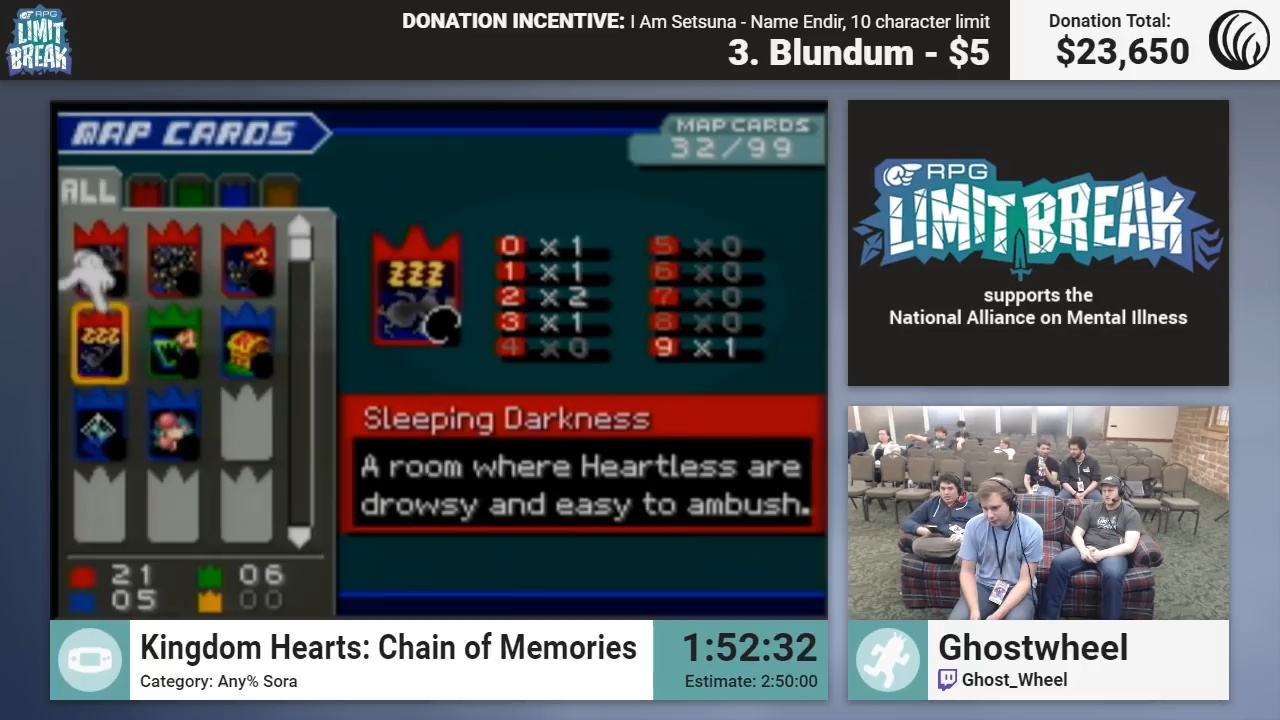 RPG
LIMIT
BREAK
DONATION INCENTIVE: I Am Setsuna - Name Endir, 10 character limit
3. Blundum - $5
Donation Total:
$23,650
MAP CARDS
MAP CARDS
32/99
ALL
-2
ZZZ
+1
ZZZ
0 x 1
1 x 1
2 x 2
3 x 1
4 x 0
5 x 0
6 x 0
7 x 0
8 x 0
9 x 1
Sleeping Darkness
A room where Heartless are
drowsy and easy to ambush.
21
06
05
00
RPG
LIMIT BREAK
supports the
National Alliance on Mental Illness
Kingdom Hearts: Chain of Memories
Category: Any% Sora
1:52:32
Estimate: 2:50:00
Ghostwheel
Ghost_Wheel